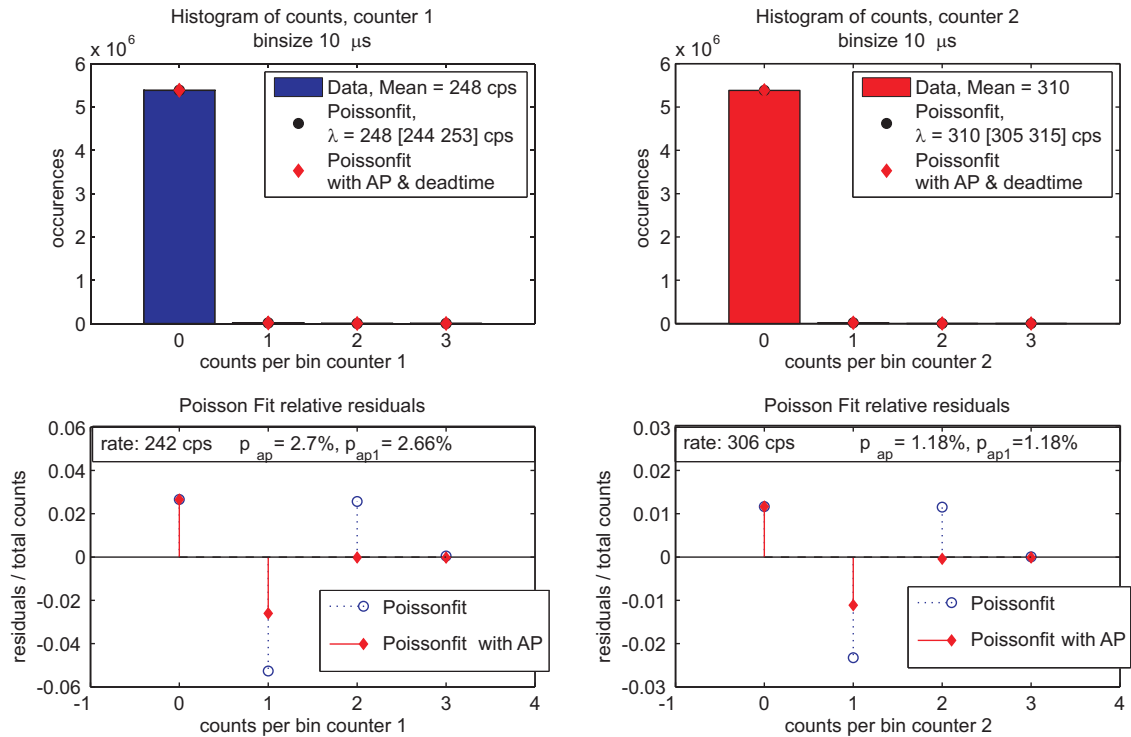 Histogram of counts, counter 1
binsize 10 μs
x 10^6
6
5
4
3
2
1
0
occurences
Data, Mean = 248 cps
Poissonfit,
λ = 248 [244 253] cps
Poissonfit
with AP & deadtime
0 1 2 3
counts per bin counter 1
Histogram of counts, counter 2
binsize 10 μs
x 10^6
6
5
4
3
2
1
0
occurences
Data, Mean = 310
Poissonfit,
λ = 310 [305 315] cps
Poissonfit
with AP & deadtime
0 1 2 3
counts per bin counter 2
Poisson Fit relative residuals
0.06
0.04
0.02
0
-0.02
-0.04
-0.06
residuals / total counts
rate: 242 cps p_ap = 2.7%, p_ap1 = 2.66%
Poissonfit
Poissonfit with AP
-1 0 1 2 3 4
counts per bin counter 1
Poisson Fit relative residuals
0.03
0.02
0.01
0
-0.01
-0.02
-0.03
residuals / total counts
rate: 306 cps p_ap = 1.18%, p_ap1 =1.18%
Poissonfit
Poissonfit with AP
-1 0 1 2 3 4
counts per bin counter 2